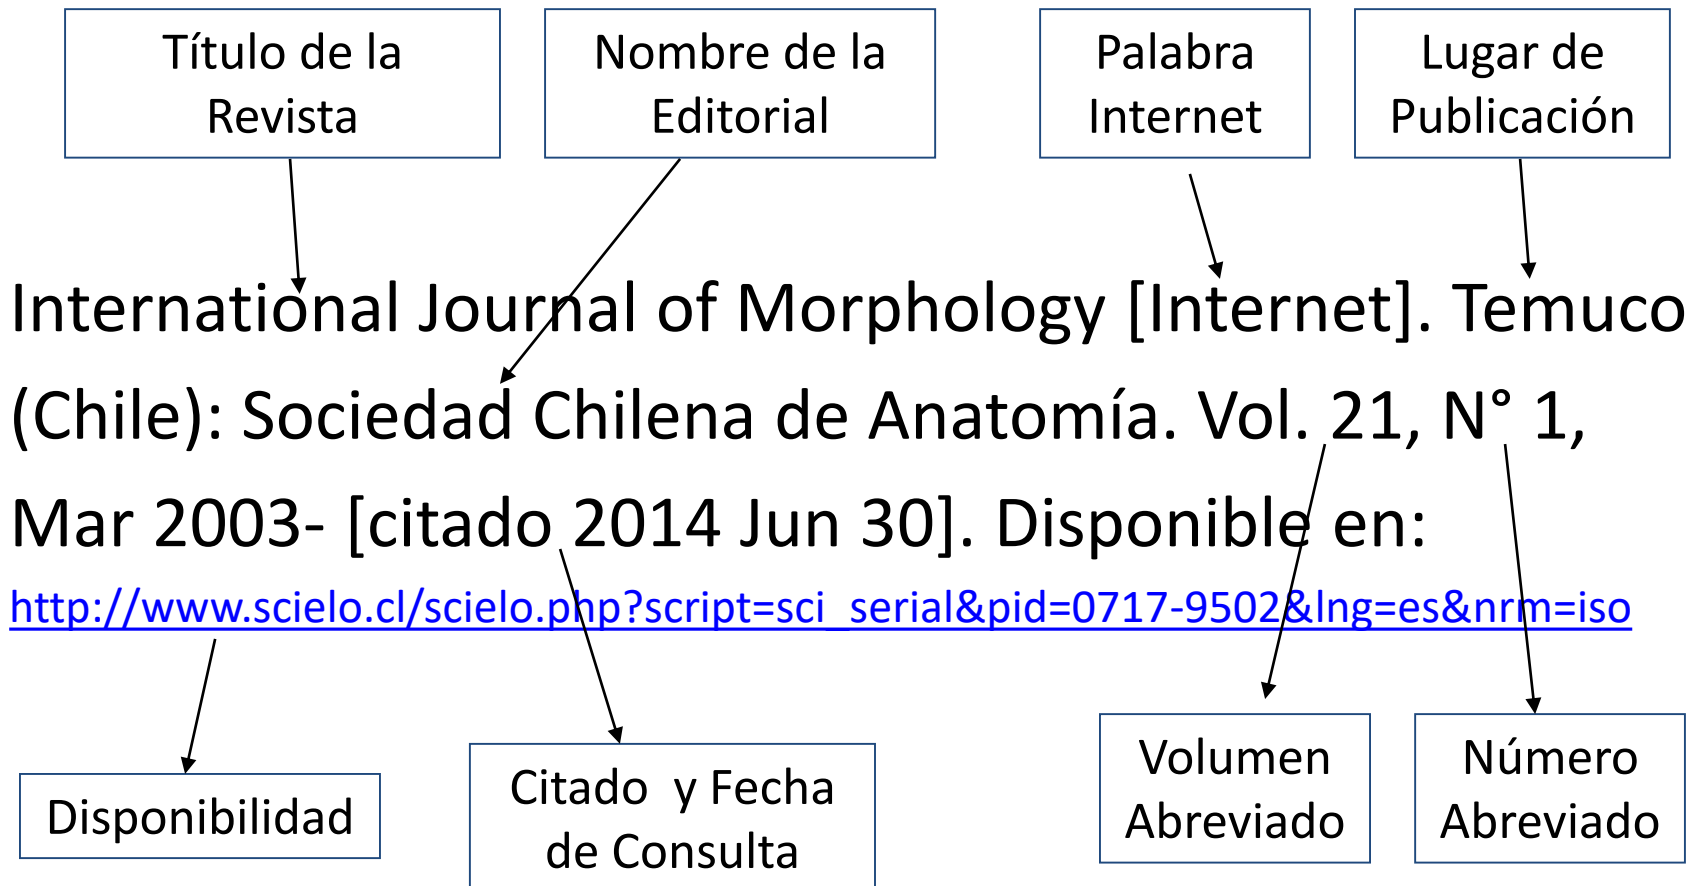 Título de la
Revista
Nombre de la
Editorial
Palabra
Internet
Lugar de
Publicación
International Journal of Morphology [Internet]. Temuco
(Chile): Sociedad Chilena de Anatomía. Vol. 21, N° 1,
Mar 2003- [citado 2014 Jun 30]. Disponible en:
http://www.scielo.cl/scielo.php?script=sci_serial&pid=0717-9502&lng=es&nrm=iso
Disponibilidad
Citado y Fecha
de Consulta
Volumen
Abreviado
Número
Abreviado